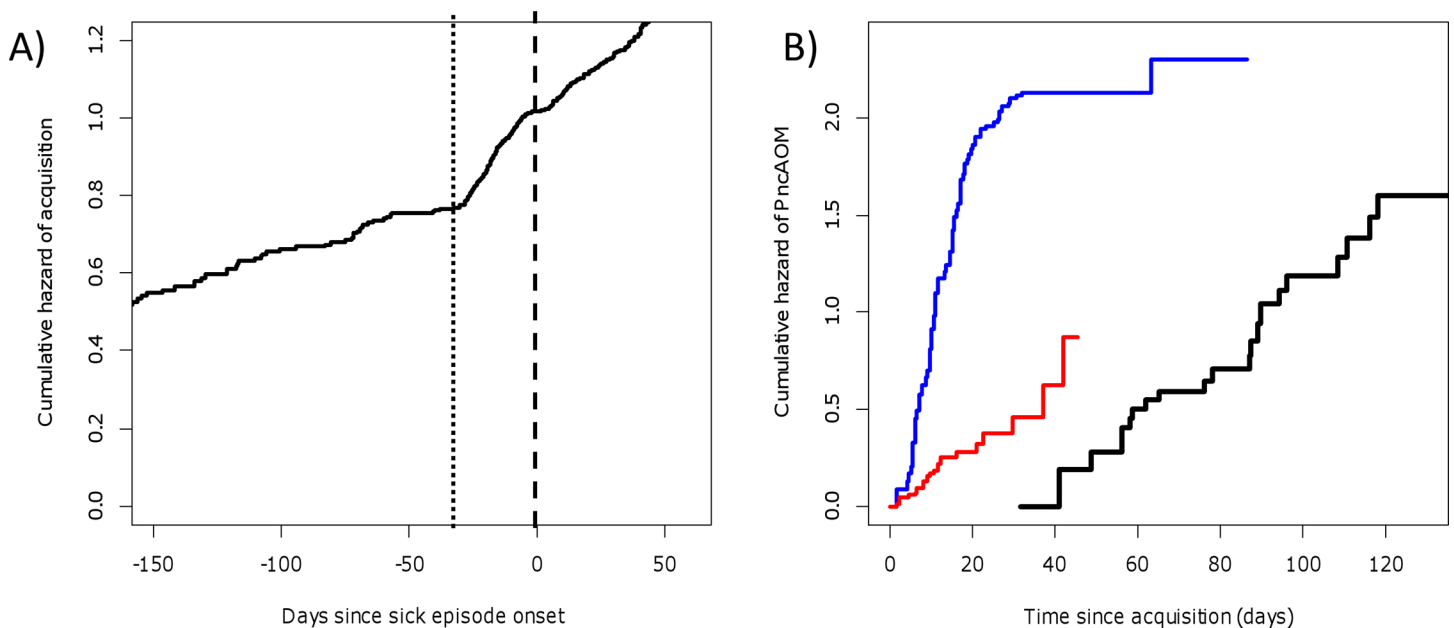 A)
Cumulative hazard of acquisition
0.0 0.2 0.4 0.6 0.8 1.0 1.2
-150 -100 -50 0 50
Days since sick episode onset
B)
Cumulative hazard of PncAOM
0.0 0.5 1.0 1.5 2.0
0 20 40 60 80 100 120
Time since acquisition (days)